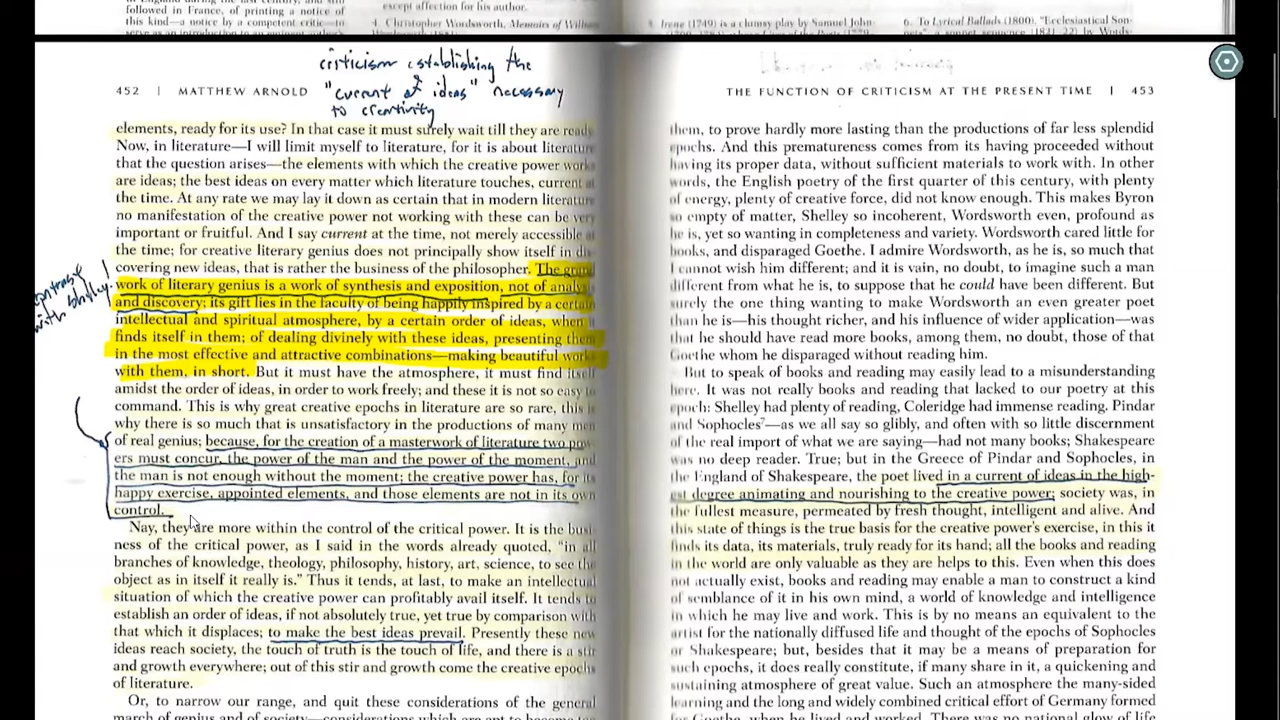 followed in France, of printing a notice of
this kind—a notice by a competent critic—to
except affection for his author.
4. Christopher Wordsworth, Memoirs of William
8. Irene (1749) is a clumsy play by Samuel John-
6. To Lyrical Ballads (1800). "Ecclesiastical Son-
criticism establishing the
"current of ideas" necessary
to creativity
452 | MATTHEW ARNOLD
elements, ready for its use? In that case it must surely wait till they are ready.
Now, in literature—I will limit myself to literature, for it is about literature
that the question arises—the elements with which the creative power works
are ideas; the best ideas on every matter which literature touches, current at
the time. At any rate we may lay it down as certain that in modern literature
no manifestation of the creative power not working with these can be very
important or fruitful. And I say current at the time, not merely accessible at
the time; for creative literary genius does not principally show itself in dis-
covering new ideas, that is rather the business of the philosopher. The grand
work of literary genius is a work of synthesis and exposition, not of analysis
and discovery; its gift lies in the faculty of being happily inspired by a certain
intellectual and spiritual atmosphere, by a certain order of ideas, when it
finds itself in them; of dealing divinely with these ideas, presenting them
in the most effective and attractive combinations—making beautiful works
with them, in short. But it must have the atmosphere, it must find itself
amidst the order of ideas, in order to work freely; and these it is not so easy to
command. This is why great creative epochs in literature are so rare, this is
why there is so much that is unsatisfactory in the productions of many men
of real genius; because, for the creation of a masterwork of literature two pow-
ers must concur, the power of the man and the power of the moment, and
the man is not enough without the moment; the creative power has, for its
happy exercise, appointed elements, and those elements are not in its own
control.
Nay, they are more within the control of the critical power. It is the busi-
ness of the critical power, as I said in the words already quoted, "in all
branches of knowledge, theology, philosophy, history, art, science, to see the
object as in itself it really is." Thus it tends, at last, to make an intellectual
situation of which the creative power can profitably avail itself. It tends to
establish an order of ideas, if not absolutely true, yet true by comparison with
that which it displaces; to make the best ideas prevail. Presently these new
ideas reach society, the touch of truth is the touch of life, and there is a stir
and growth everywhere; out of this stir and growth come the creative epochs
of literature.
Or, to narrow our range, and quit these considerations of the general
march of genius and of society—considerations which are apt to become too
contrast
with Shelley!
THE FUNCTION OF CRITICISM AT THE PRESENT TIME | 453
them, to prove hardly more lasting than the productions of far less splendid
epochs. And this prematureness comes from its having proceeded without
having its proper data, without sufficient materials to work with. In other
words, the English poetry of the first quarter of this century, with plenty
of energy, plenty of creative force, did not know enough. This makes Byron
so empty of matter, Shelley so incoherent, Wordsworth even, profound as
he is, yet so wanting in completeness and variety. Wordsworth cared little for
books, and disparaged Goethe. I admire Wordsworth, as he is, so much that
I cannot wish him different; and it is vain, no doubt, to imagine such a man
different from what he is, to suppose that he could have been different. But
surely the one thing wanting to make Wordsworth an even greater poet
than he is—his thought richer, and his influence of wider application—was
that he should have read more books, among them, no doubt, those of that
Goethe whom he disparaged without reading him.
But to speak of books and reading may easily lead to a misunderstanding
here. It was not really books and reading that lacked to our poetry at this
epoch: Shelley had plenty of reading, Coleridge had immense reading. Pindar
and Sophocles7—as we all say so glibly, and often with so little discernment
of the real import of what we are saying—had not many books; Shakespeare
was no deep reader. True; but in the Greece of Pindar and Sophocles, in
the England of Shakespeare, the poet lived in a current of ideas in the high-
est degree animating and nourishing to the creative power; society was, in
the fullest measure, permeated by fresh thought, intelligent and alive. And
this state of things is the true basis for the creative power's exercise, in this it
finds its data, its materials, truly ready for its hand; all the books and reading
in the world are only valuable as they are helps to this. Even when this does
not actually exist, books and reading may enable a man to construct a kind
of semblance of it in his own mind, a world of knowledge and intelligence
in which he may live and work. This is by no means an equivalent to the
artist for the nationally diffused life and thought of the epochs of Sophocles
or Shakespeare; but, besides that it may be a means of preparation for
such epochs, it does really constitute, if many share in it, a quickening and
sustaining atmosphere of great value. Such an atmosphere the many-sided
learning and the long and widely combined critical effort of Germany formed
for Goethe, when he lived and worked. There was no national glow of life